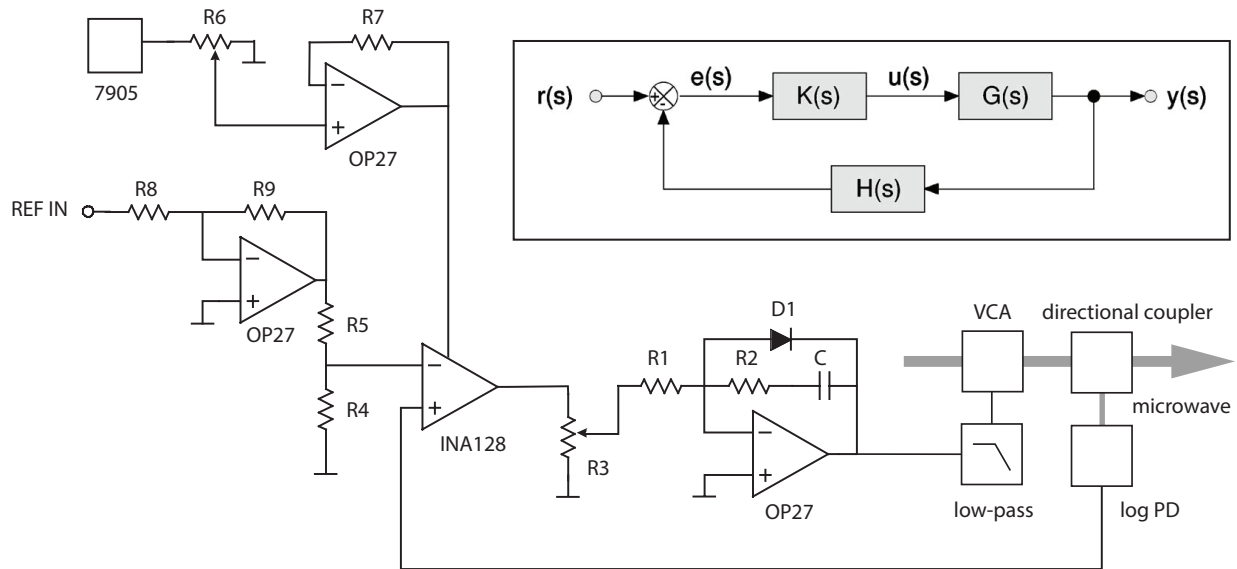 R6
R7
7905
OP27
r(s)
e(s)
K(s)
u(s)
G(s)
y(s)
H(s)
+
-
REF IN
R8
R9
−
+
−
+
OP27
R5
R4
−
+
INA128
R3
R1
D1
R2
C
−
+
OP27
VCA
directional coupler
microwave
low-pass
log PD